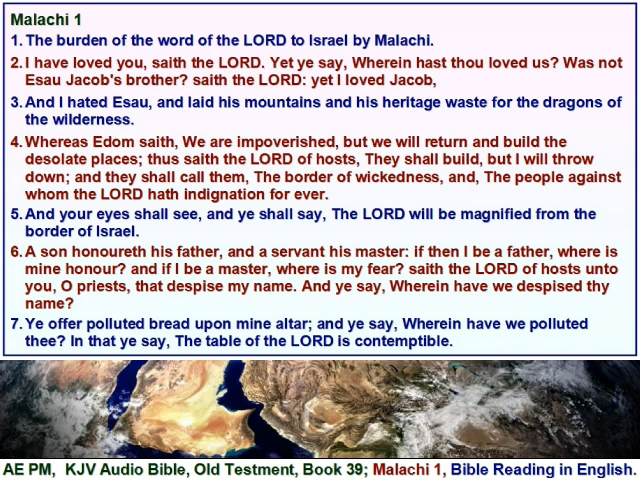 Malachi 1
1. The burden of the word of the LORD to Israel by Malachi.
2. I have loved you, saith the LORD. Yet ye say, Wherein hast thou loved us? Was not
Esau Jacob's brother? saith the LORD: yet I loved Jacob,
3. And I hated Esau, and laid his mountains and his heritage waste for the dragons of
the wilderness.
4. Whereas Edom saith, We are impoverished, but we will return and build the
desolate places; thus saith the LORD of hosts, They shall build, but I will throw
down; and they shall call them, The border of wickedness, and, The people against
whom the LORD hath indignation for ever.
5. And your eyes shall see, and ye shall say, The LORD will be magnified from the
border of Israel.
6. A son honoureth his father, and a servant his master: if then I be a father, where is
mine honour? and if I be a master, where is my fear? saith the LORD of hosts unto
you, O priests, that despise my name. And ye say, Wherein have we despised thy
name?
7. Ye offer polluted bread upon mine altar; and ye say, Wherein have we polluted
thee? In that ye say, The table of the LORD is contemptible.
AE PM, KJV Audio Bible, Old Testment, Book 39; Malachi 1, Bible Reading in English.